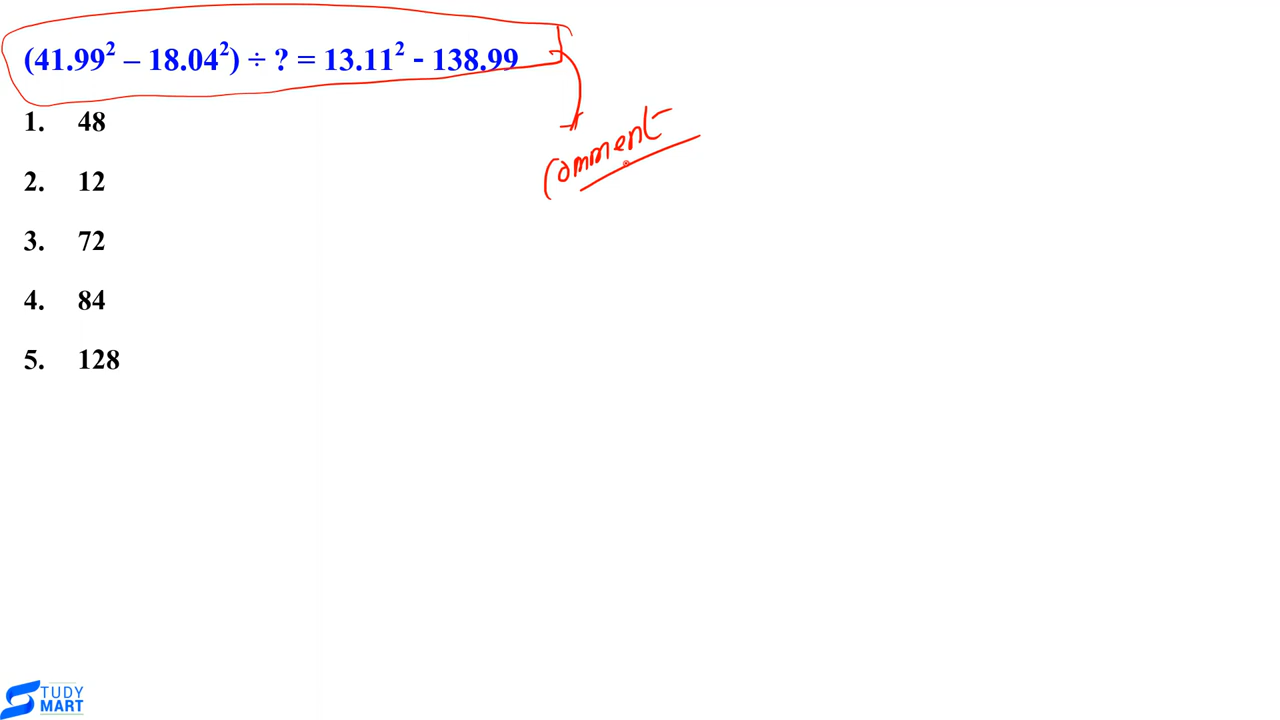 (41.99² – 18.04²) ÷ ? = 13.11² - 138.99
comment
1. 48
2. 12
3. 72
4. 84
5. 128
STUDY
MART